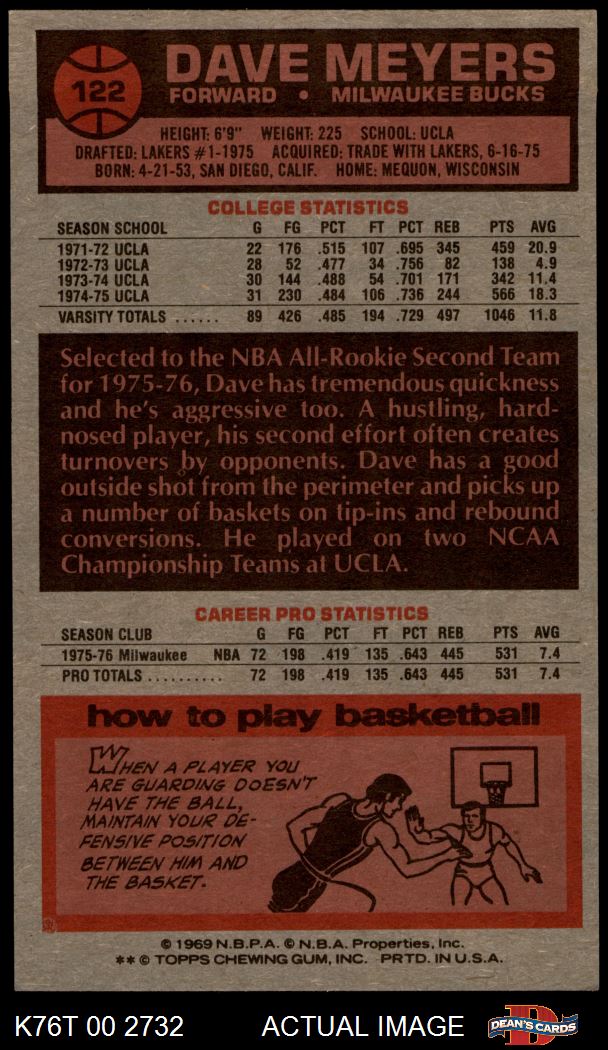 122
DAVE MEYERS
FORWARD • MILWAUKEE BUCKS
HEIGHT: 6'9" WEIGHT: 225 SCHOOL: UCLA
DRAFTED: LAKERS #1-1975 ACQUIRED: TRADE WITH LAKERS, 6-16-75
BORN: 4-21-53, SAN DIEGO, CALIF. HOME: MEQUON, WISCONSIN
COLLEGE STATISTICS
SEASON SCHOOL G FG PCT FT PCT REB PTS AVG
1971-72 UCLA 22 176 .515 107 .695 345 459 20.9
1972-73 UCLA 28 52 .477 34 .756 82 138 4.9
1973-74 UCLA 30 144 .488 54 .701 171 342 11.4
1974-75 UCLA 31 230 .484 106 .736 244 566 18.3
VARSITY TOTALS ...... 89 426 .485 194 .729 497 1046 11.8
Selected to the NBA All-Rookie Second Team
for 1975-76, Dave has tremendous quickness
and he's aggressive too. A hustling, hard-
nosed player, his second effort often creates
turnovers by opponents. Dave has a good
outside shot from the perimeter and picks up
a number of baskets on tip-ins and rebound
conversions. He played on two NCAA
Championship Teams at UCLA.
CAREER PRO STATISTICS
SEASON CLUB G FG PCT FT PCT REB PTS AVG
1975-76 Milwaukee NBA 72 198 .419 135 .643 445 531 7.4
PRO TOTALS .......... 72 198 .419 135 .643 445 531 7.4
how to play basketball
WHEN A PLAYER YOU
ARE GUARDING DOESN'T
HAVE THE BALL,
MAINTAIN YOUR DE-
FENSIVE POSITION
BETWEEN HIM AND
THE BASKET.
© 1969 N.B.P.A. © N.B.A. Properties, Inc.
** © TOPPS CHEWING GUM, INC. PRTD. IN U.S.A.
K76T 00 2732 ACTUAL IMAGE
D
DEAN'S CARDS